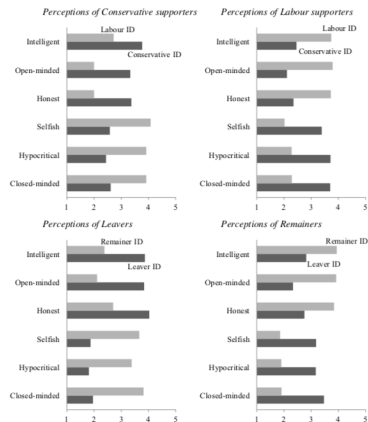 Perceptions of Conservative supporters
Labour ID
Intelligent
Conservative ID
Open-minded
Honest
Selfish
Hypocritical
Closed-minded
1 2 3 4 5
Perceptions of Labour supporters
Labour ID
Intelligent
Conservative ID
Open-minded
Honest
Selfish
Hypocritical
Closed-minded
1 2 3 4 5
Perceptions of Leavers
Remainer ID
Intelligent
Leaver ID
Open-minded
Honest
Selfish
Hypocritical
Closed-minded
1 2 3 4 5
Perceptions of Remainers
Remainer ID
Intelligent
Leaver ID
Open-minded
Honest
Selfish
Hypocritical
Closed-minded
1 2 3 4 5